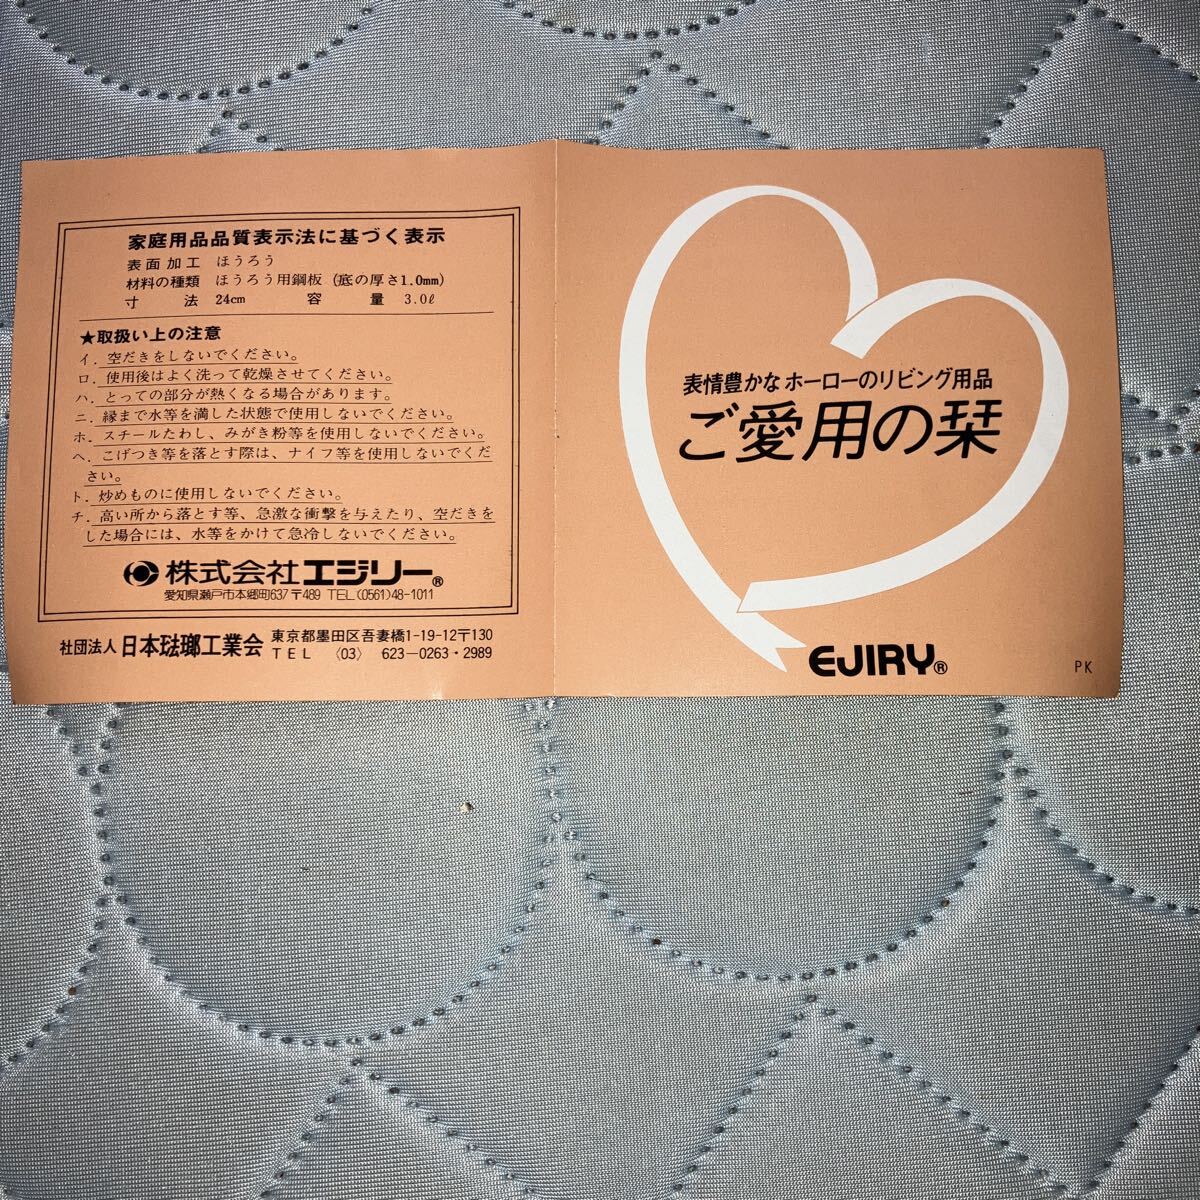 家庭用品品質表示法に基づく表示
表面加工 ほうろう
材料の種類 ほうろう用鋼板 (底の厚さ1.0mm)
寸法 24cm 容量 3.0ℓ
★取扱い上の注意
イ. 空だきをしないでください。
ロ. 使用後はよく洗って乾燥させてください。
ハ. とっての部分が熱くなる場合があります。
ニ. 縁まで水等を満した状態で使用しないでください。
ホ. スチールたわし、みがき粉等を使用しないでください。
ヘ. こげつき等を落とす際は、ナイフ等を使用しないでくだ
さい。
ト. 炒めものに使用しないでください。
チ. 高い所から落とす等、急激な衝撃を与えたり、空だきを
した場合には、水等をかけて急冷しないでください。
株式会社エジリー®
愛知県瀬戸市本郷町637〒489 TEL(0561)48-1011
社団法人 日本琺瑯工業会 東京都墨田区吾妻橋1-19-12〒130
TEL 〈03〉 623-0263・2989
表情豊かなホーローのリビング用品
ご愛用の栞
EJIRY®
PK